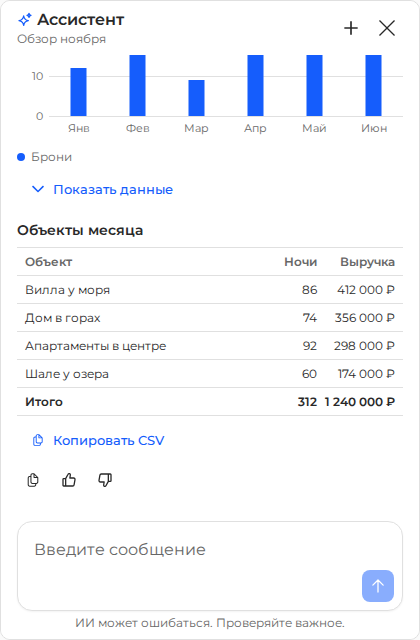 Ассистент
Обзор ноября
10
0
Янв Фев Мар Апр Май Июн
Брони
Показать данные
Объекты месяца
Объект Ночи Выручка
Вилла у моря 86 412 000 ₽
Дом в горах 74 356 000 ₽
Апартаменты в центре 92 298 000 ₽
Шале у озера 60 174 000 ₽
Итого 312 1 240 000 ₽
Копировать CSV
Введите сообщение
ИИ может ошибаться. Проверяйте важное.